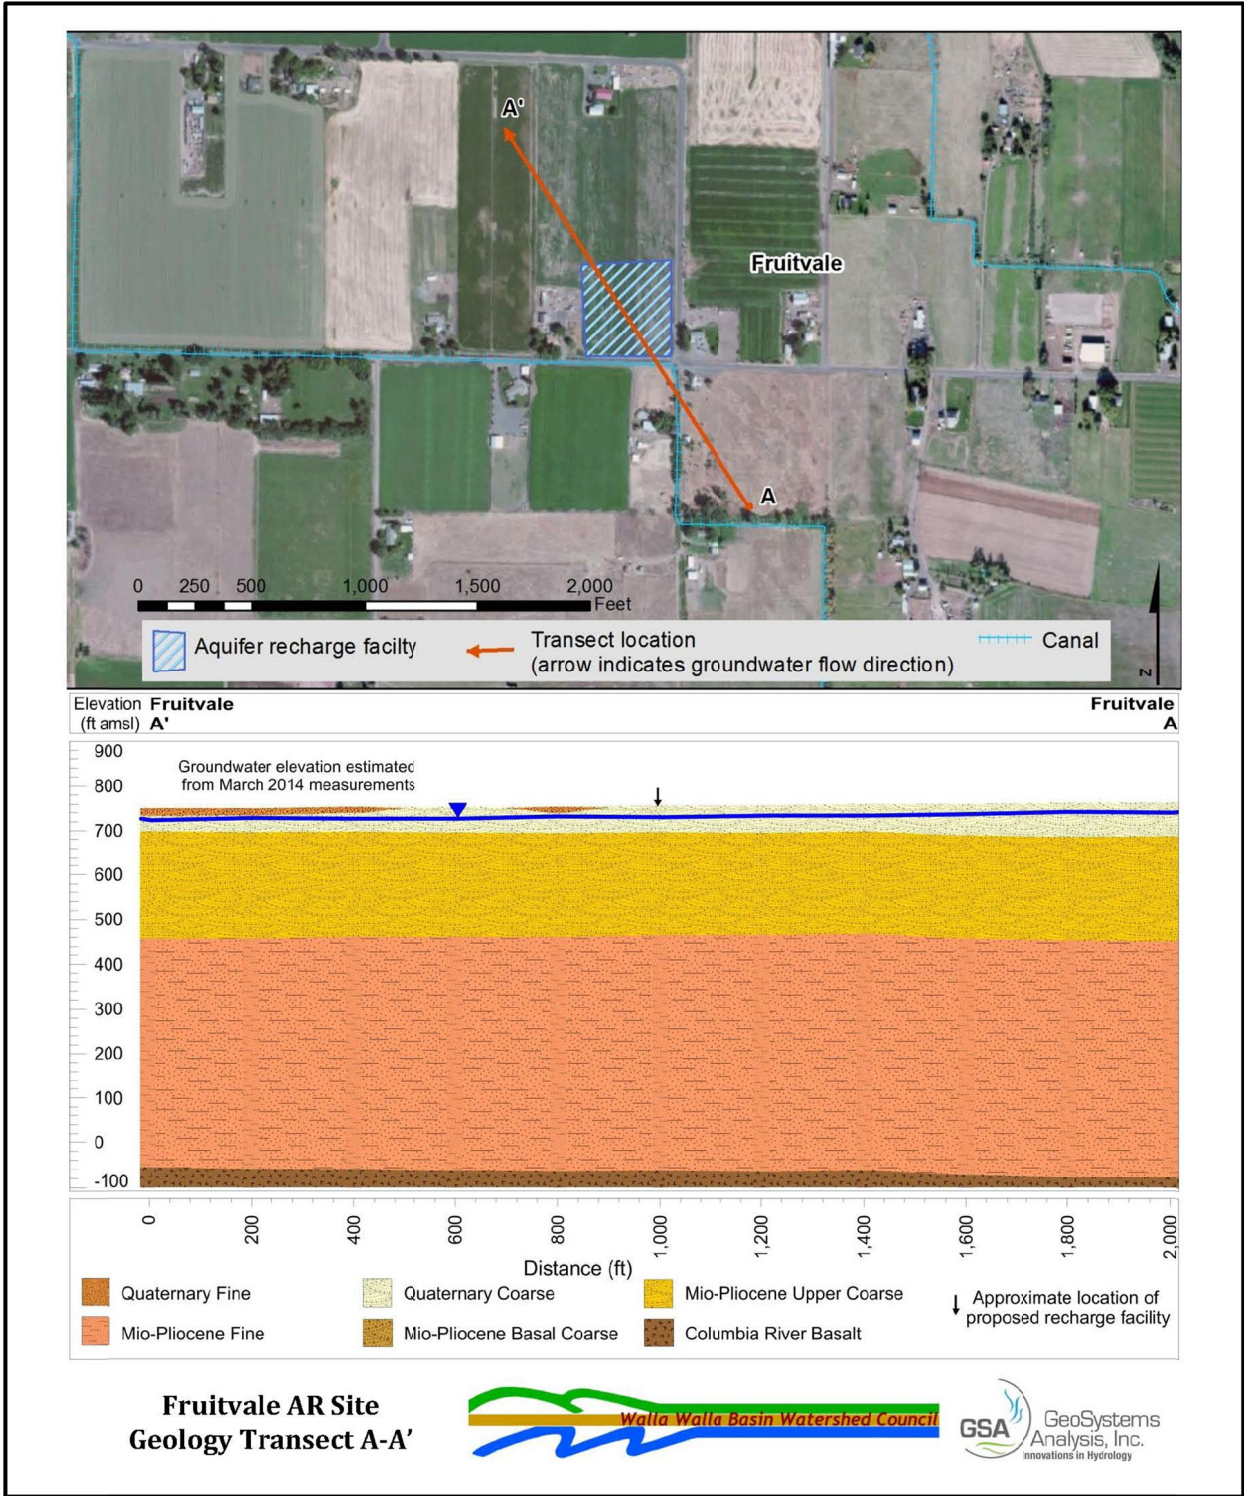 A'
Fruitvale
A
0 250 500 1,000 1,500 2,000
Feet
Aquifer recharge facilty
Transect location
(arrow indicates groundwater flow direction)
Canal
N
Elevation Fruitvale
(ft amsl) A'
Fruitvale
A
Groundwater elevation estimated
from March 2014 measurements
900
800
700
600
500
400
300
200
100
0
-100
0 200 400 600 800 1,000 1,200 1,400 1,600 1,800 2,000
Distance (ft)
Quaternary Fine
Quaternary Coarse
Mio-Pliocene Upper Coarse
Mio-Pliocene Fine
Mio-Pliocene Basal Coarse
Columbia River Basalt
Approximate location of
proposed recharge facility
Fruitvale AR Site
Geology Transect A-A’
Walla Walla Basin Watershed Council
GSA
GeoSystems
Analysis, Inc.
Innovations in Hydrology